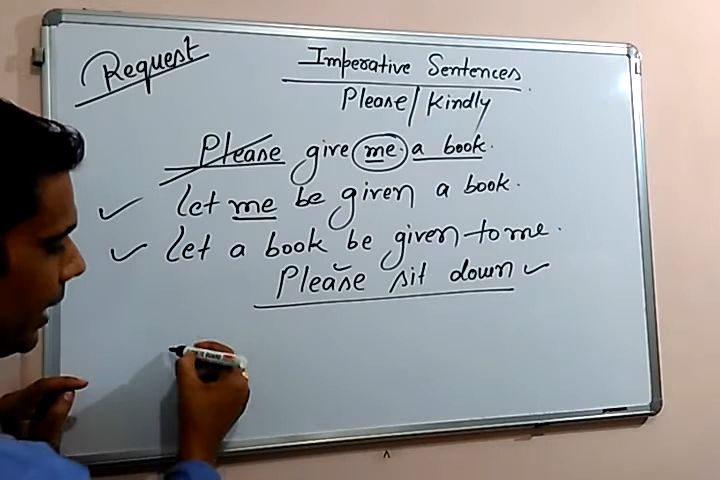 Request
Imperative Sentences
Please/Kindly
Please give me a book.
✓ Let me be given a book.
✓ Let a book be given to me.
Please sit down ✓